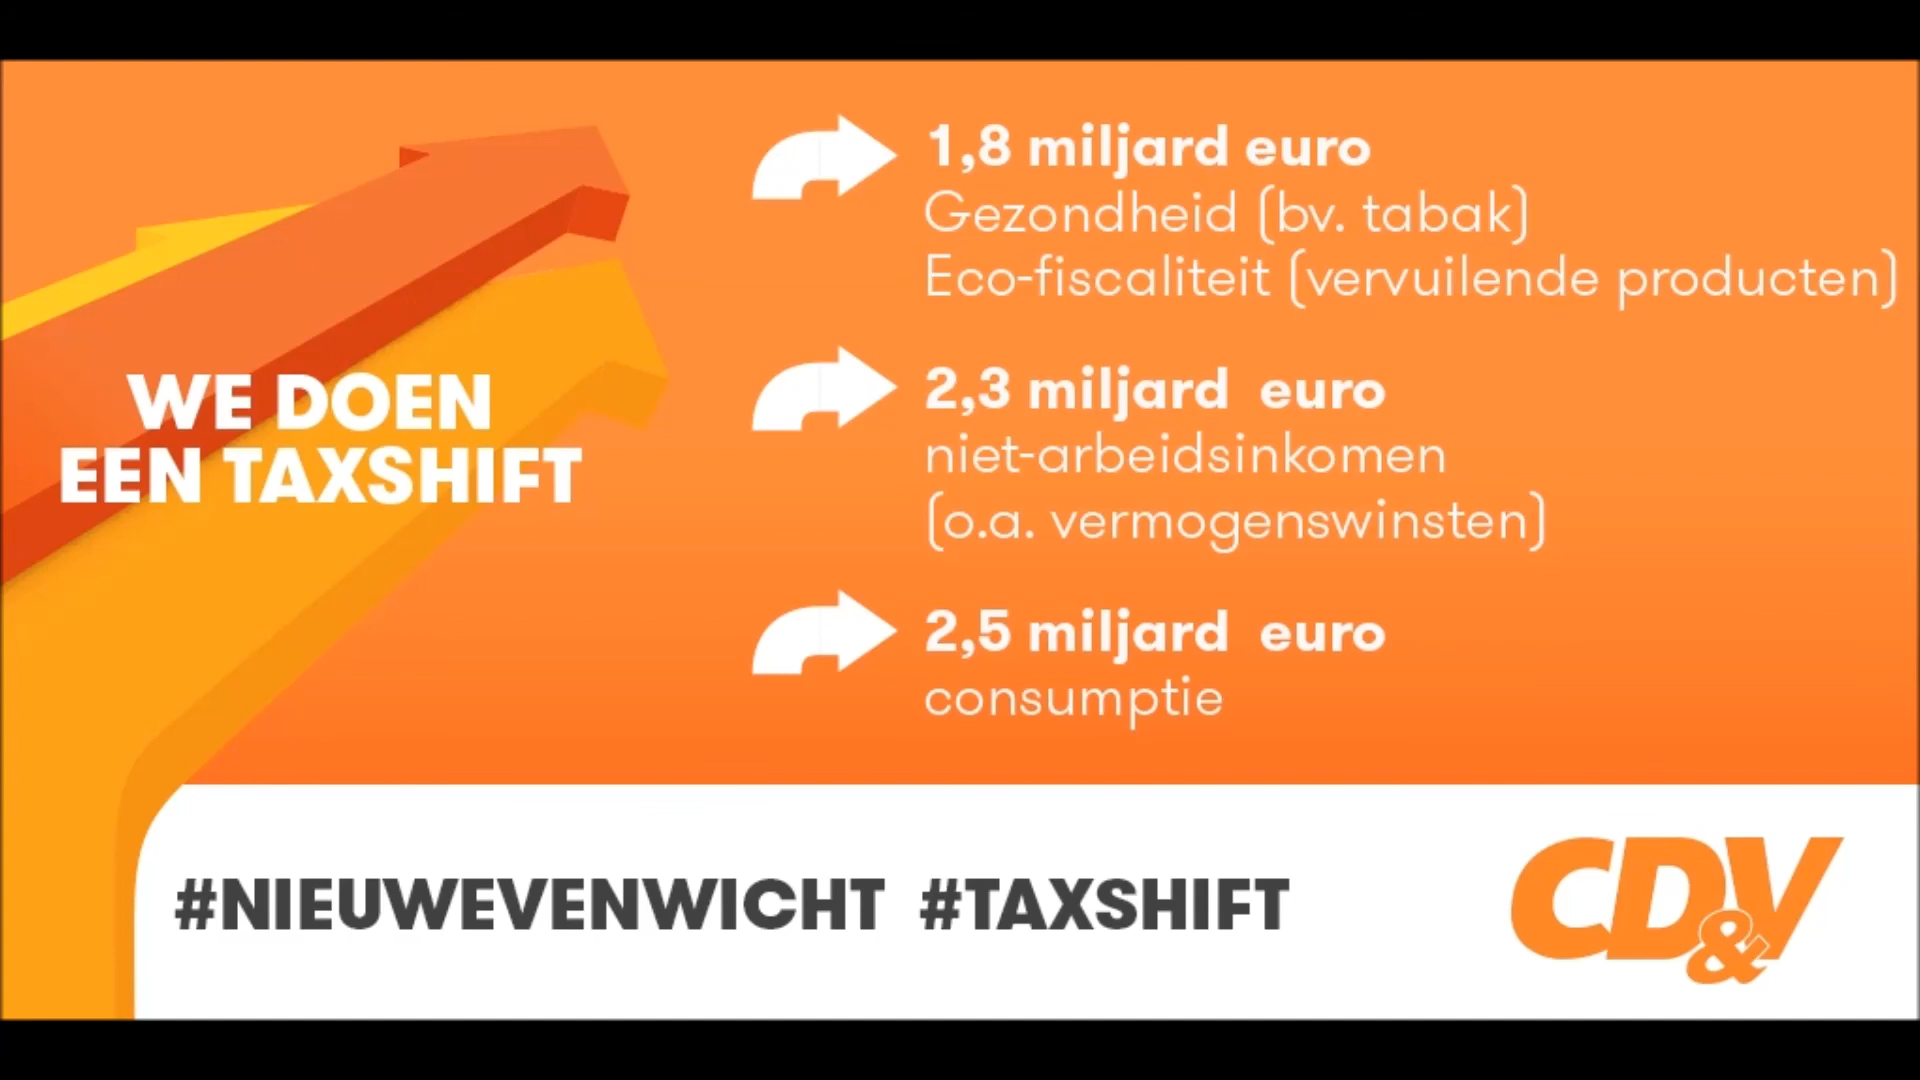 WE DOEN
EEN TAXSHIFT
1,8 miljard euro
Gezondheid (bv. tabak)
Eco-fiscaliteit (vervuilende producten)
2,3 miljard euro
niet-arbeidsinkomen
(o.a. vermogenswinsten)
2,5 miljard euro
consumptie
#NIEUWEVENWICHT #TAXSHIFT
CD&V